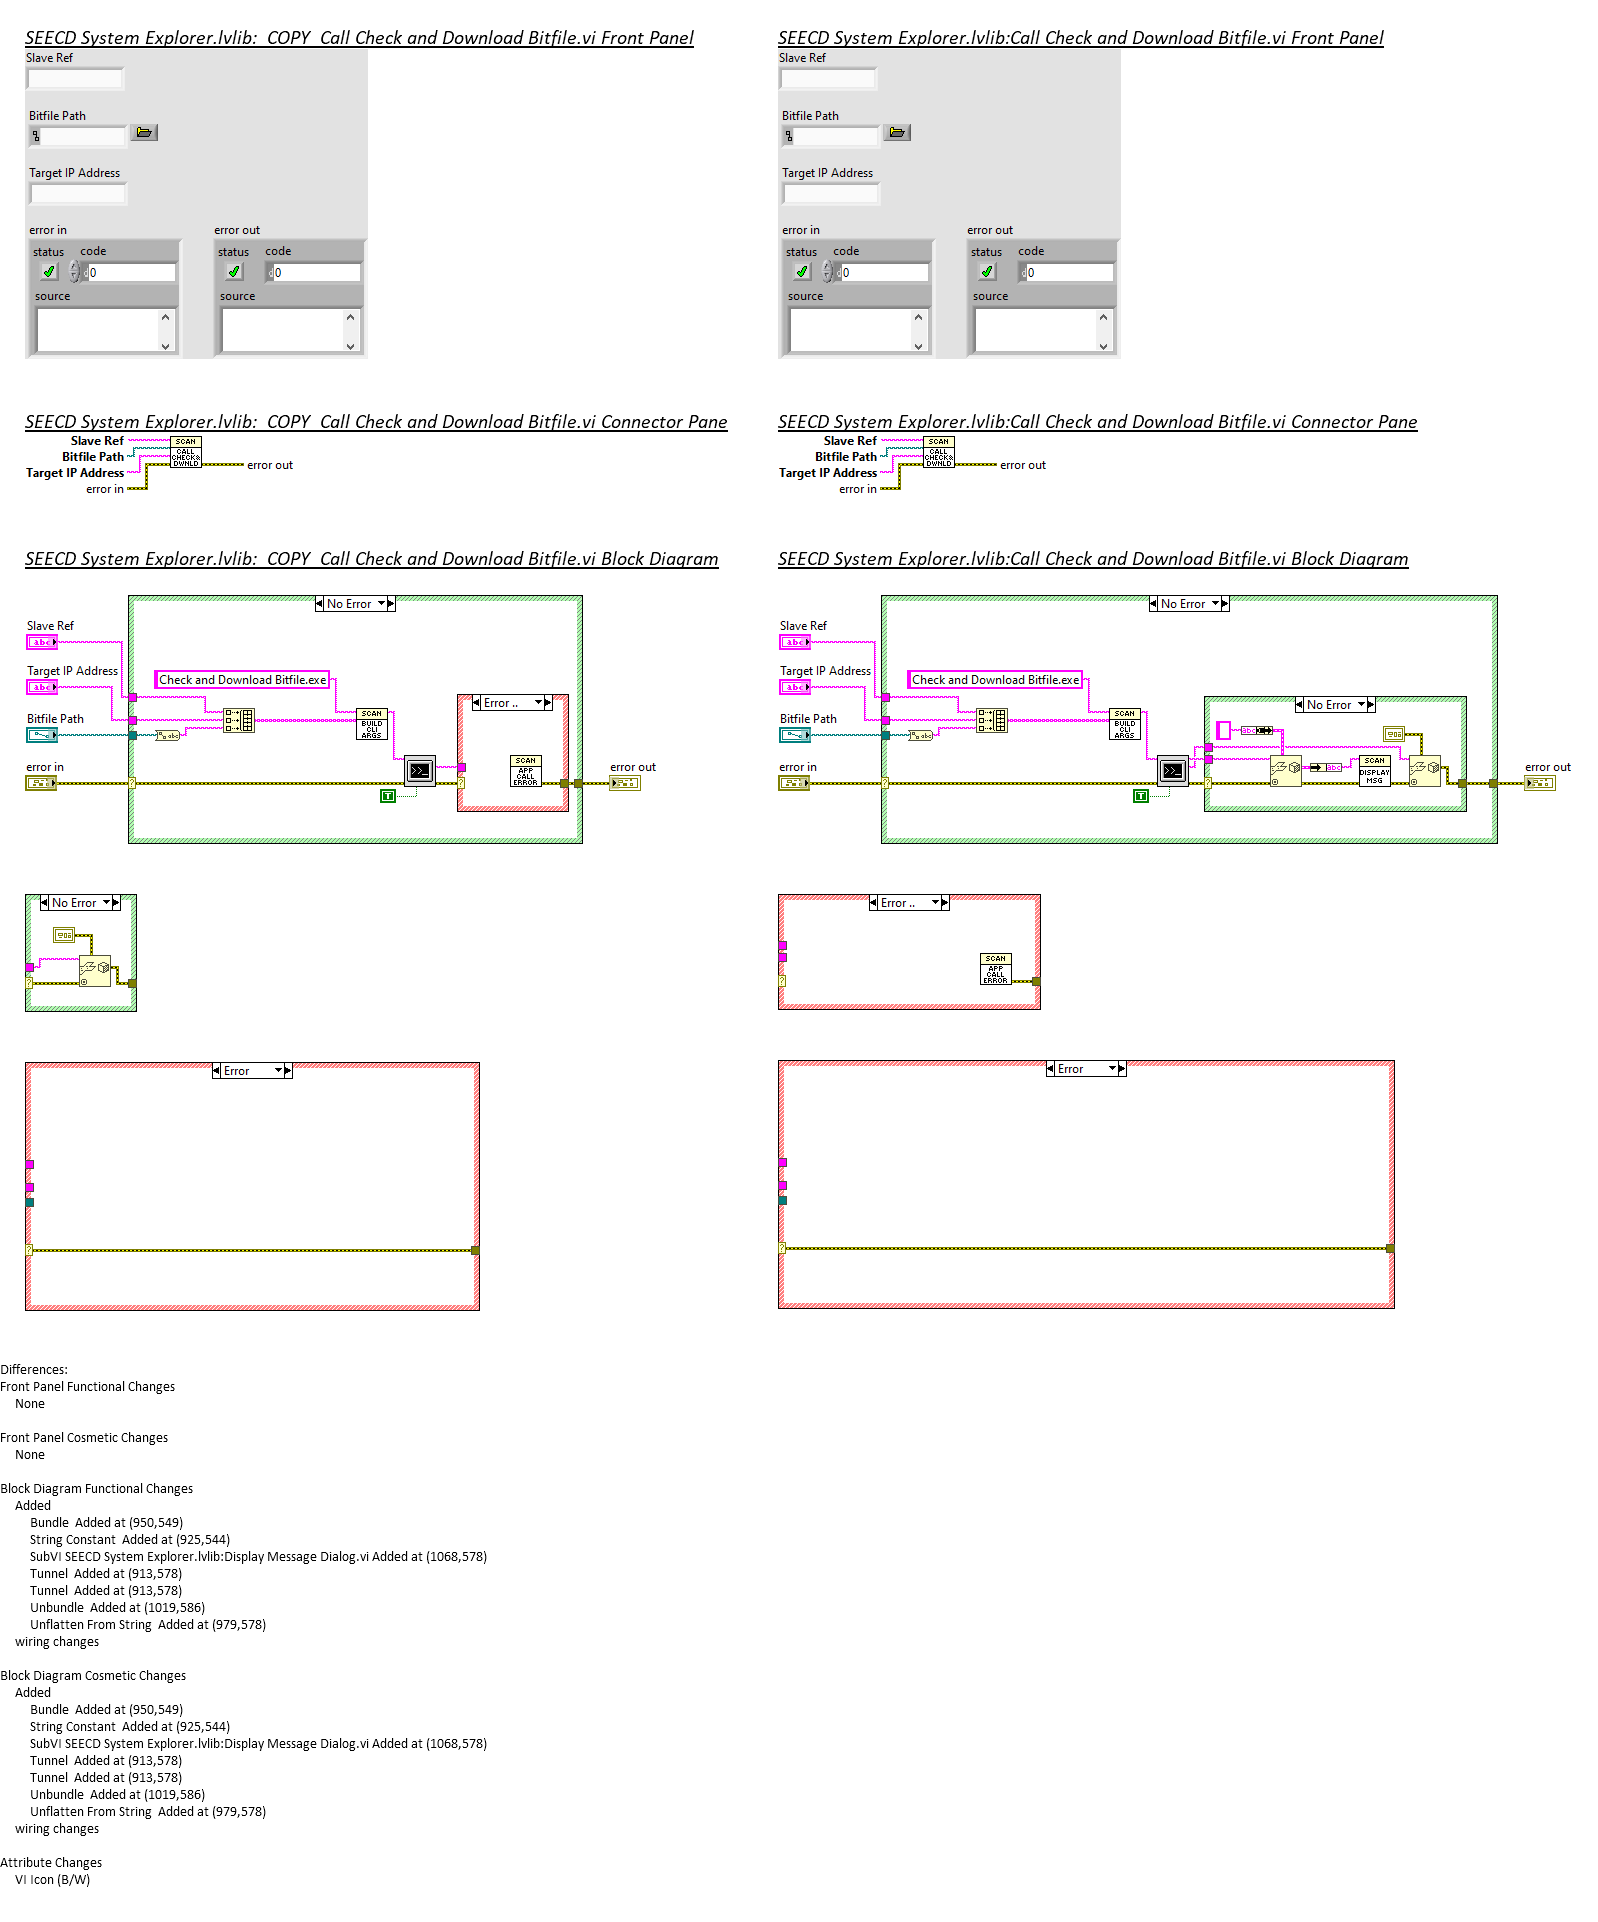 SEECD System Explorer.lvlib:  COPY  Call Check and Download Bitfile.vi Front Panel
Slave Ref
Bitfile Path
Target IP Address
error in
error out
status code
0
source
status code
0
source
SEECD System Explorer.lvlib:Call Check and Download Bitfile.vi Front Panel
Slave Ref
Bitfile Path
Target IP Address
error in
error out
status code
0
source
status code
0
source
SEECD System Explorer.lvlib:  COPY  Call Check and Download Bitfile.vi Connector Pane
Slave Ref
Bitfile Path
Target IP Address
error in
SCAN
CALL
CHECK&
DWNLD
error out
SEECD System Explorer.lvlib:Call Check and Download Bitfile.vi Connector Pane
Slave Ref
Bitfile Path
Target IP Address
error in
SCAN
CALL
CHECK&
DWNLD
error out
SEECD System Explorer.lvlib:  COPY  Call Check and Download Bitfile.vi Block Diagram
No Error
Slave Ref
abc
Target IP Address
abc
Check and Download Bitfile.exe
Bitfile Path
abc
SCAN
BUILD
CLI
ARGS
Error ..
SCAN
APP
CALL
ERROR
error in
T
error out
No Error
Error
SEECD System Explorer.lvlib:Call Check and Download Bitfile.vi Block Diagram
No Error
Slave Ref
abc
Target IP Address
abc
Check and Download Bitfile.exe
Bitfile Path
abc
SCAN
BUILD
CLI
ARGS
No Error
abc
abc
SCAN
DISPLAY
MSG
error in
T
error out
Error ..
SCAN
APP
CALL
ERROR
Error
Differences:
Front Panel Functional Changes
None
Front Panel Cosmetic Changes
None
Block Diagram Functional Changes
Added
Bundle  Added at (950,549)
String Constant  Added at (925,544)
SubVI SEECD System Explorer.lvlib:Display Message Dialog.vi Added at (1068,578)
Tunnel  Added at (913,578)
Tunnel  Added at (913,578)
Unbundle  Added at (1019,586)
Unflatten From String  Added at (979,578)
wiring changes
Block Diagram Cosmetic Changes
Added
Bundle  Added at (950,549)
String Constant  Added at (925,544)
SubVI SEECD System Explorer.lvlib:Display Message Dialog.vi Added at (1068,578)
Tunnel  Added at (913,578)
Tunnel  Added at (913,578)
Unbundle  Added at (1019,586)
Unflatten From String  Added at (979,578)
wiring changes
Attribute Changes
VI Icon (B/W)